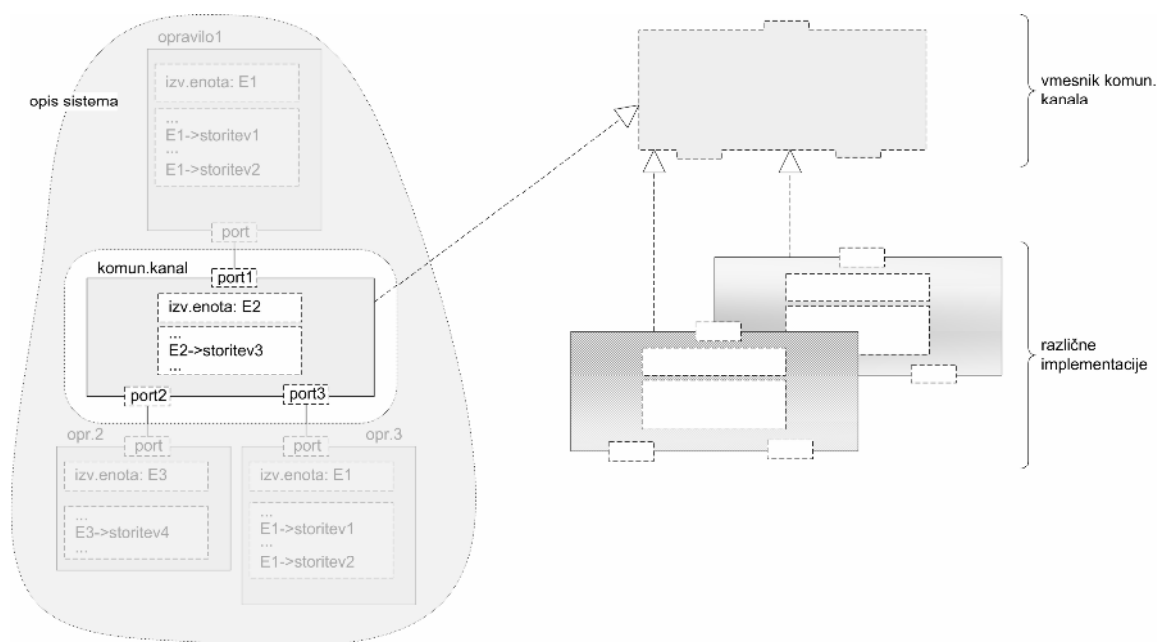 opravilo1
izv.enota: E1
opis sistema
...
E1->storitev1
...
E1->storitev2
port
komun.kanal
port1
izv.enota: E2
...
E2->storitev3
...
port2
port3
opr.2
port
port
opr.3
izv.enota: E3
...
E3->storitev4
...
izv.enota: E1
...
E1->storitev1
...
E1->storitev2
vmesnik komun.
kanala
različne
implementacije